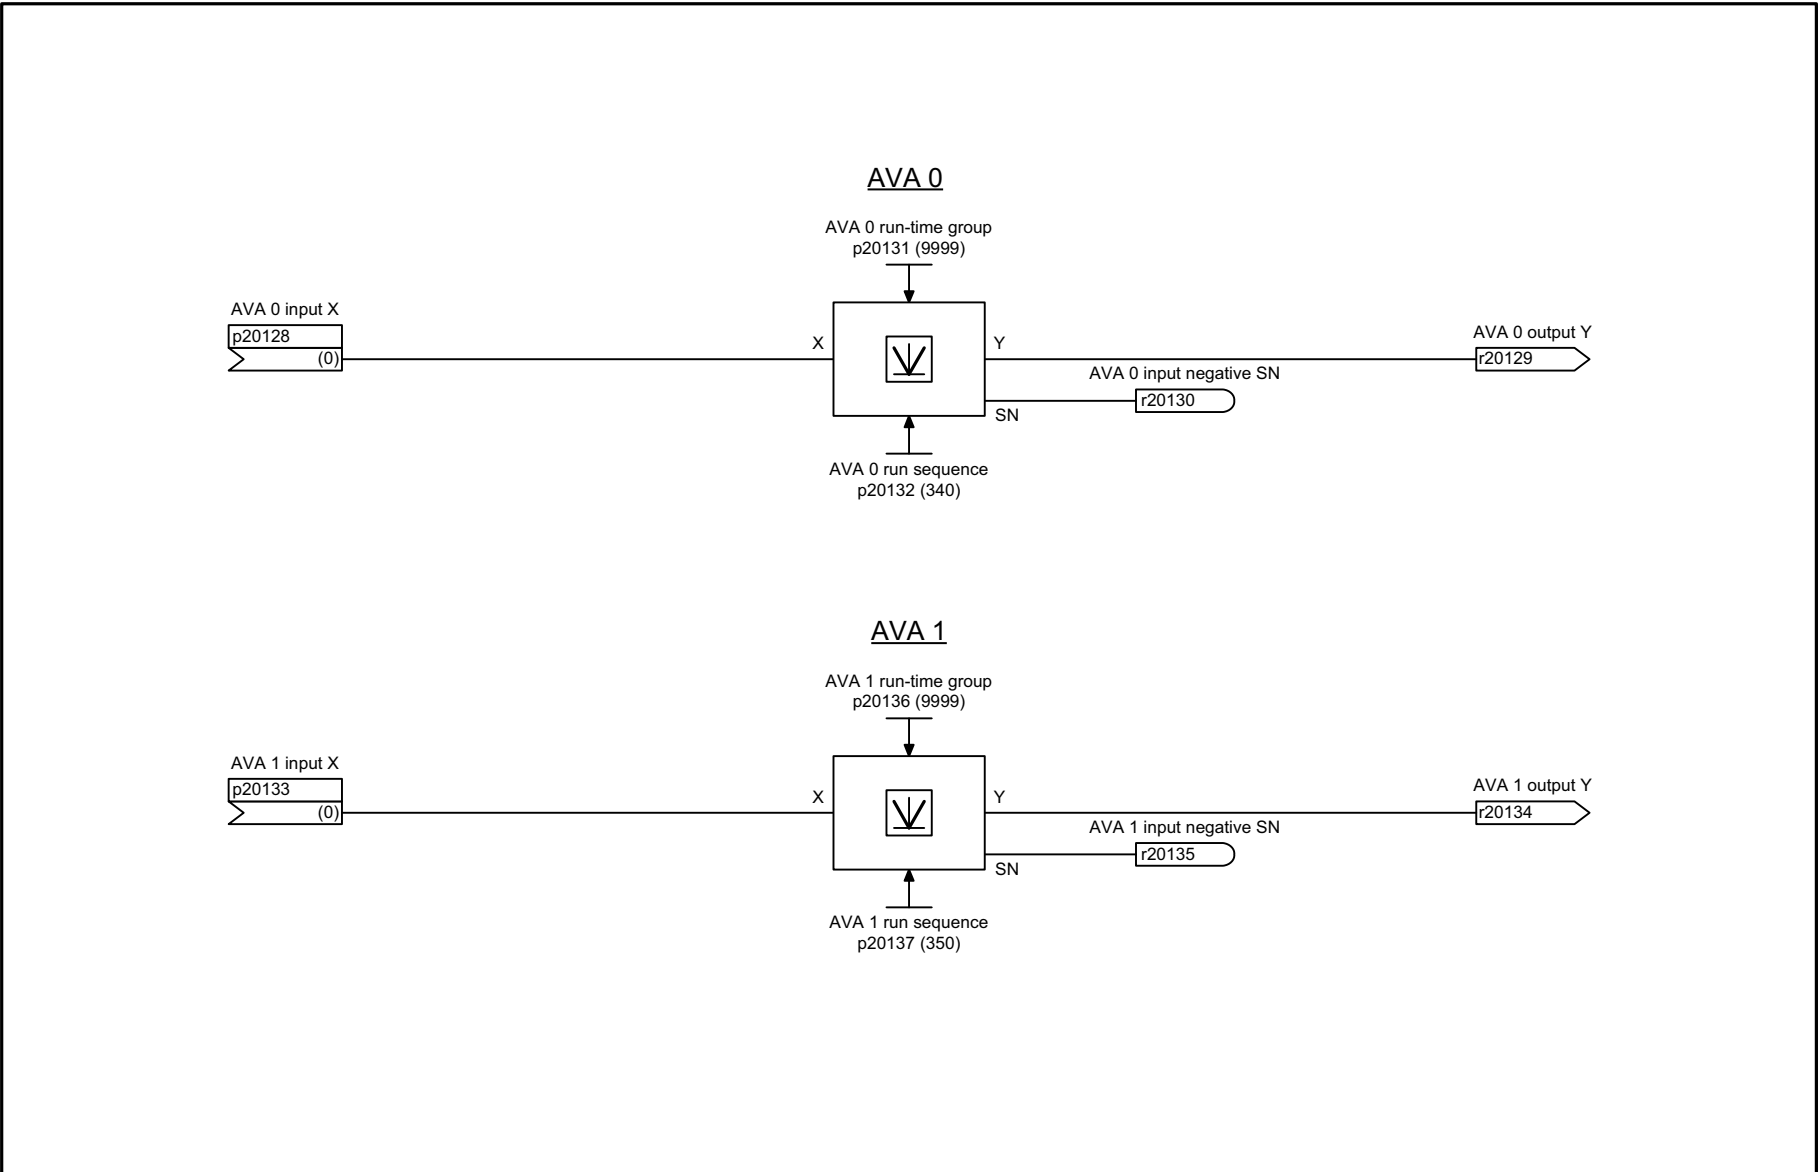 AVA 0
AVA 0 run-time group
p20131 (9999)
AVA 0 input X
p20128
(0)
X
Y
AVA 0 output Y
r20129
AVA 0 input negative SN
r20130
SN
AVA 0 run sequence
p20132 (340)
AVA 1
AVA 1 run-time group
p20136 (9999)
AVA 1 input X
p20133
(0)
X
Y
AVA 1 output Y
r20134
AVA 1 input negative SN
r20135
SN
AVA 1 run sequence
p20137 (350)